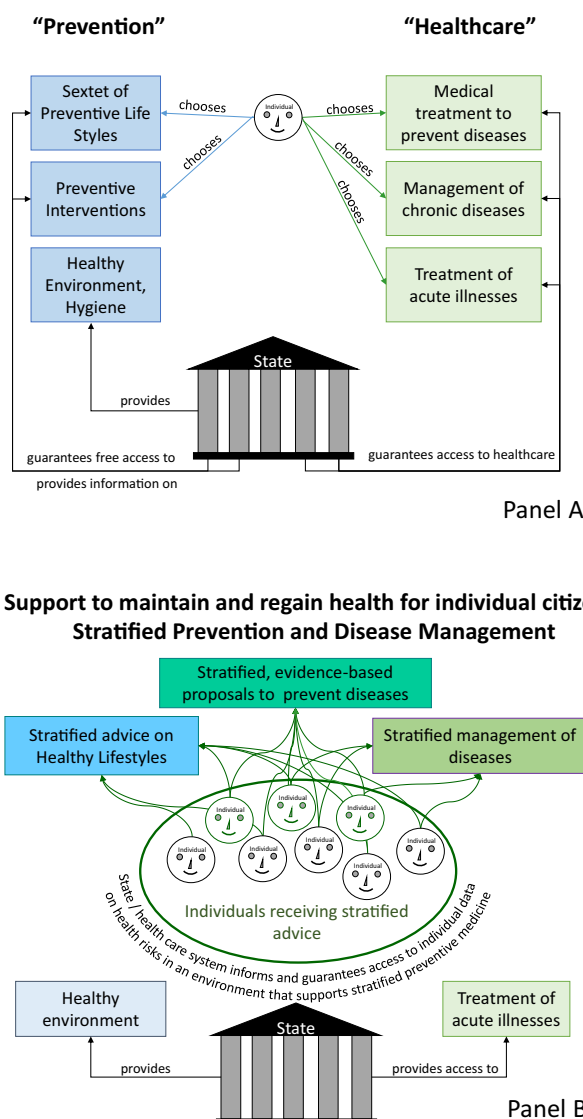 “Prevention”
“Healthcare”
Sextet of
Preventive Life
Styles
chooses
Individual
chooses
Medical
treatment to
prevent diseases
chooses
chooses
chooses
Preventive
Interventions
Management of
chronic diseases
Healthy
Environment,
Hygiene
Treatment of
acute illnesses
State
provides
guarantees free access to
guarantees access to healthcare
provides information on
Panel A
Support to maintain and regain health for individual citize
Stratified Prevention and Disease Management
Stratified, evidence-based
proposals to prevent diseases
Stratified advice on
Healthy Lifestyles
Stratified management of
diseases
Individual
Individual
Individual
Individual
Individual
Individual
Individual
Individual
Individuals receiving stratified
advice
State / health care system informs and guarantees access to individual data
on health risks in an environment that supports stratified preventive medicine
Healthy
environment
Treatment of
acute illnesses
State
provides
provides access to
Panel B